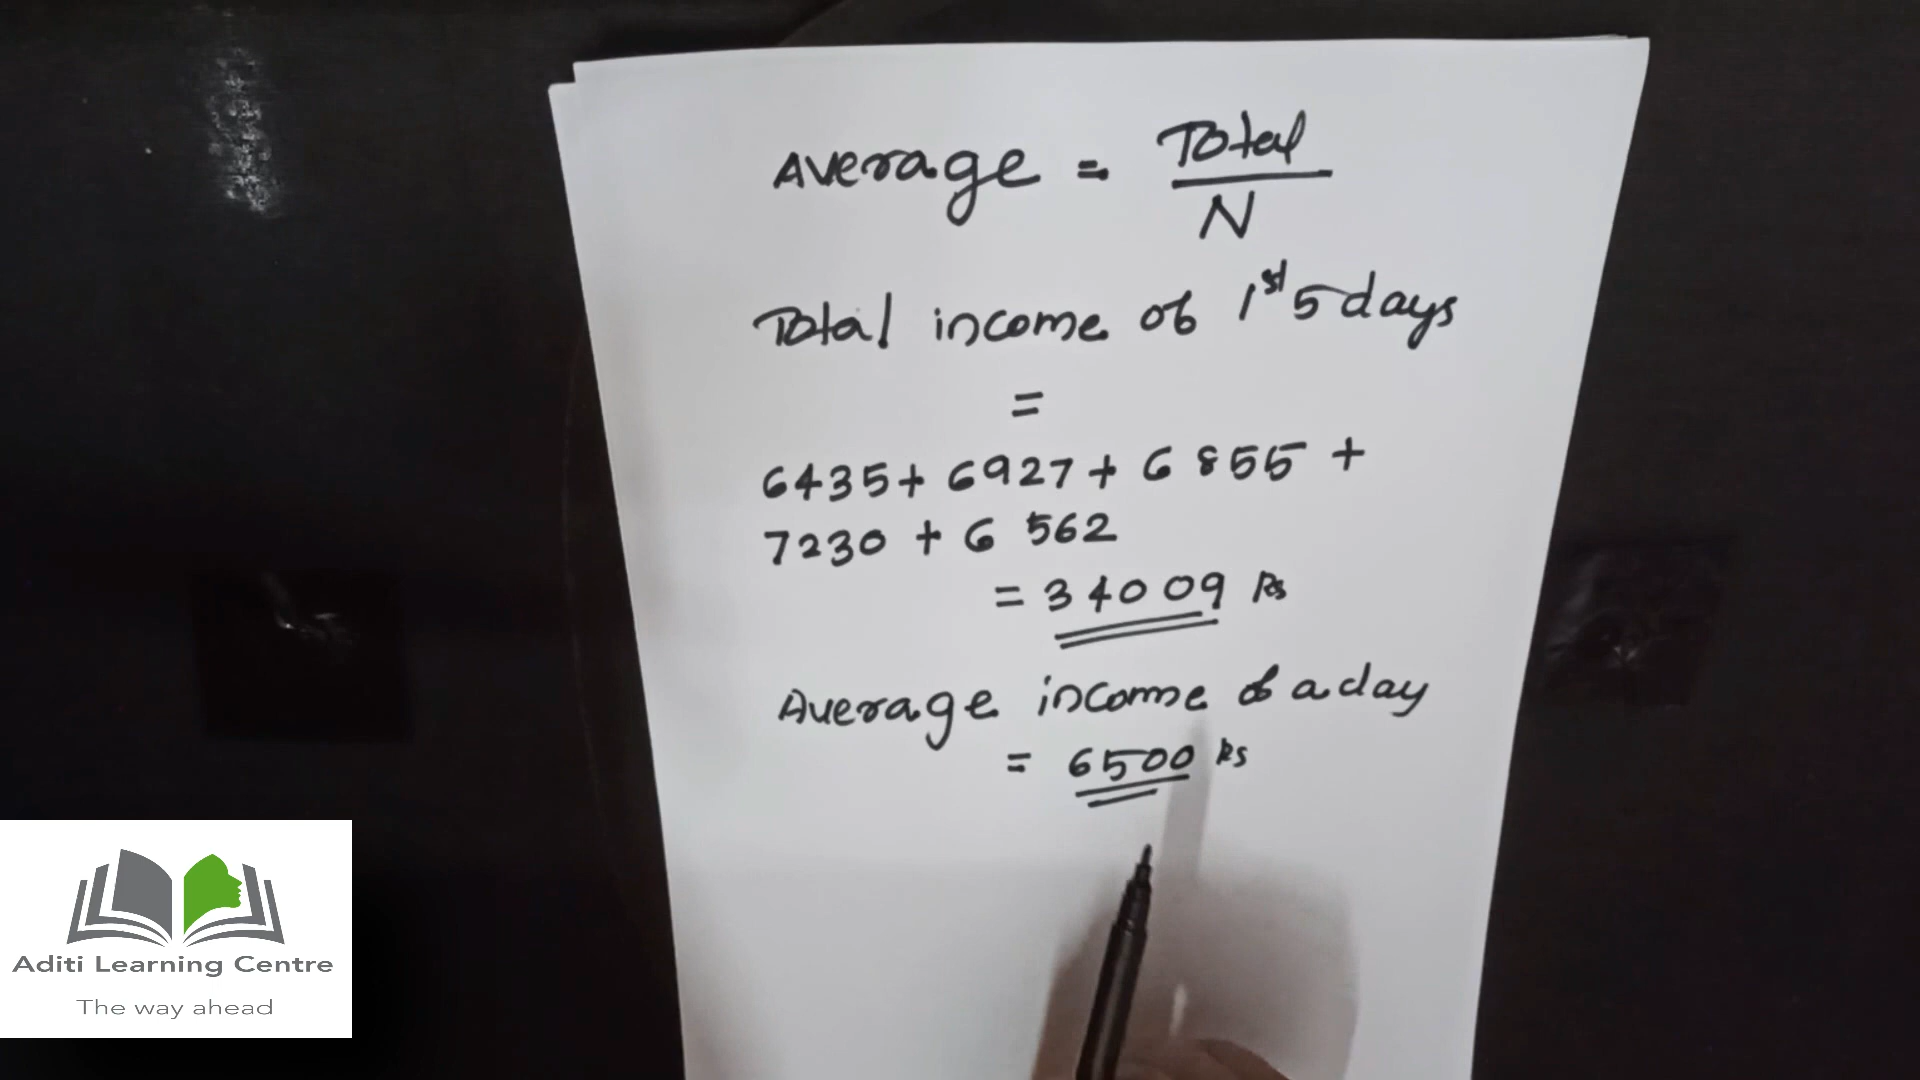 Average = Total
N
Total income of 1st 5 days
=
6435 + 6927 + 6855 +
7230 + 6562
= 34009 Rs
Average income of a day
= 6500 Rs
Aditi Learning Centre
The way ahead